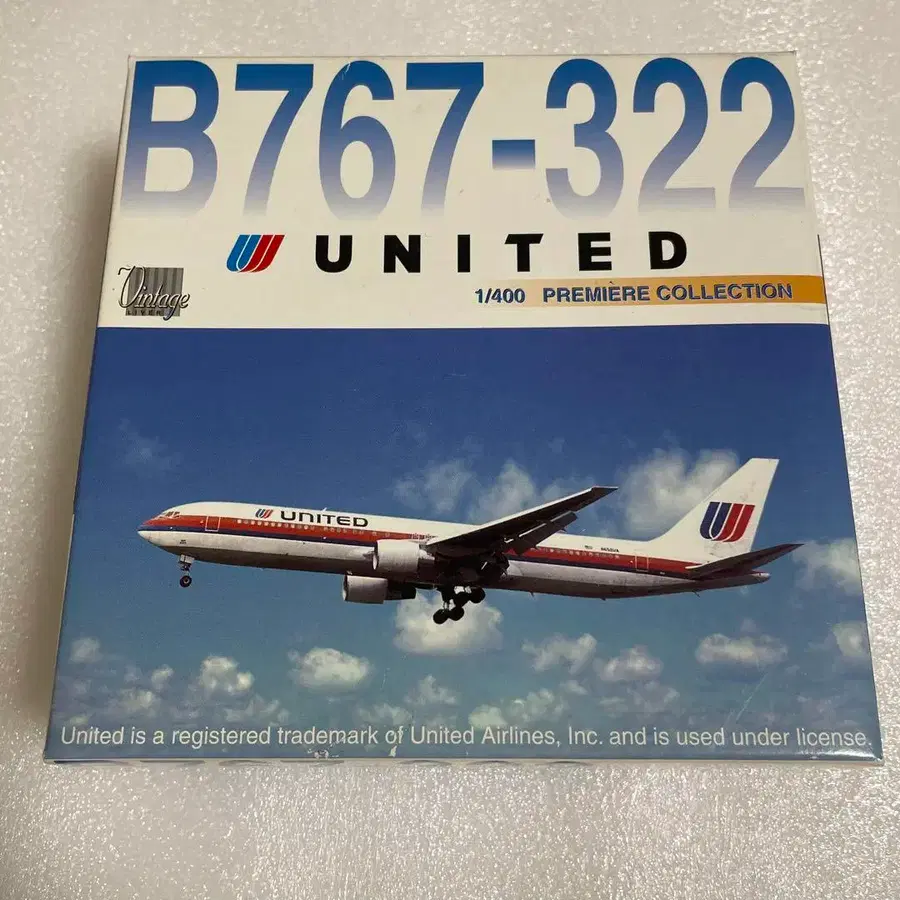 B767-322
UNITED
Vintage
LIVERY
1/400 PREMIERE COLLECTION
UNITED
United is a registered trademark of United Airlines, Inc. and is used under license.